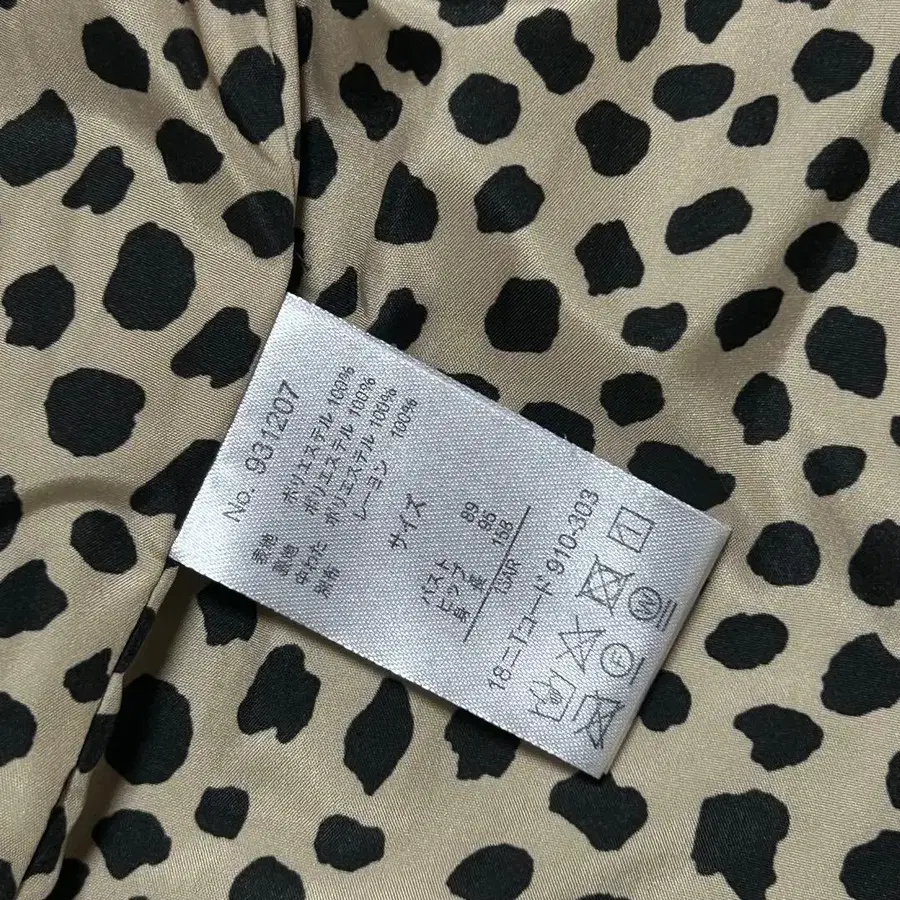 No. 931207
表地 ポリエステル 100%
裏地 ポリエステル 100%
中わた ポリエステル 100%
別布 レーヨン 100%
サイズ
バスト 89
ヒップ 95
身長 158
13AR
18ニTコード 910-303